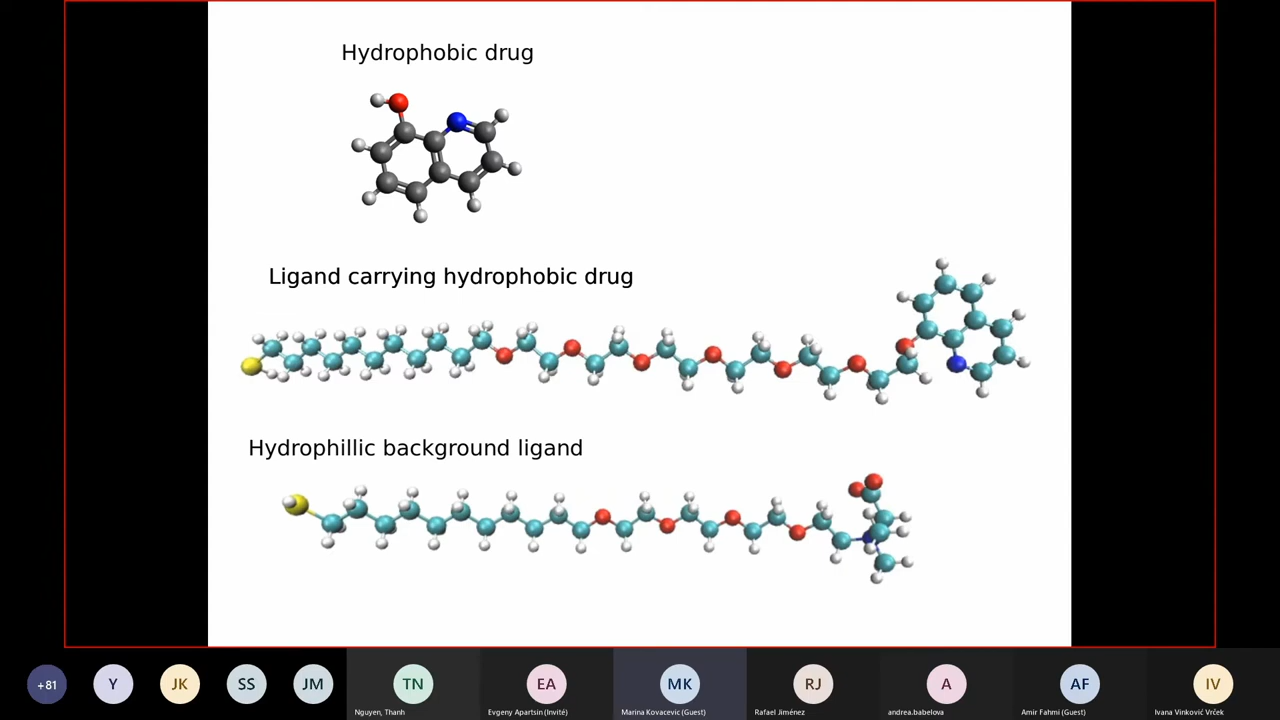 Hydrophobic drug
Ligand carrying hydrophobic drug
Hydrophillic background ligand
+81
Y
JK
SS
JM
TN
EA
MK
RJ
A
AF
IV
Nguyen, Thanh
Evgeny Apartsin (Invité)
Marina Kovacevic (Guest)
Rafael Jiménez
andrea.babelova
Amir Fahmi (Guest)
Ivana Vinković Vrček